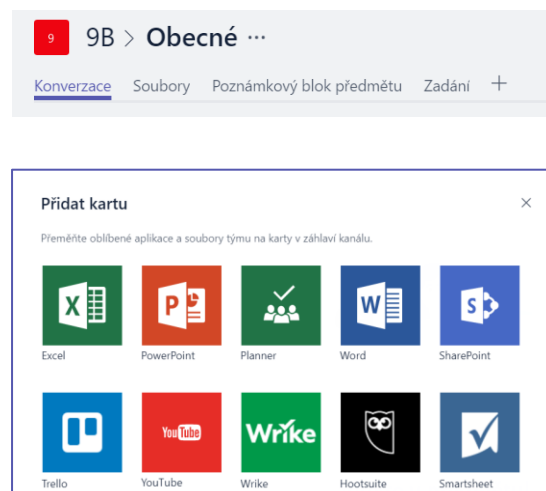 9 9B > Obecné ...
Konverzace Soubory Poznámkový blok předmětu Zadání +
Přidat kartu ×
Přeměňte oblíbené aplikace a soubory týmu na karty v záhlaví kanálu.
X P W S
Excel PowerPoint Planner Word SharePoint
YouTube Wrike
Trello YouTube Wrike Hootsuite Smartsheet